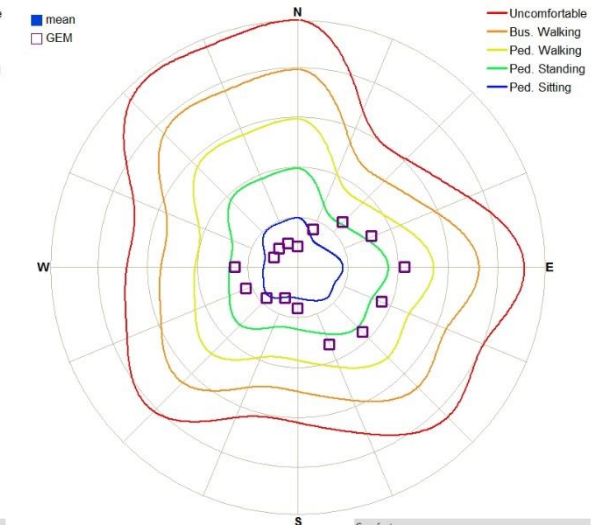 mean
GEM
N
Uncomfortable
Bus. Walking
Ped. Walking
Ped. Standing
Ped. Sitting
W
E
S